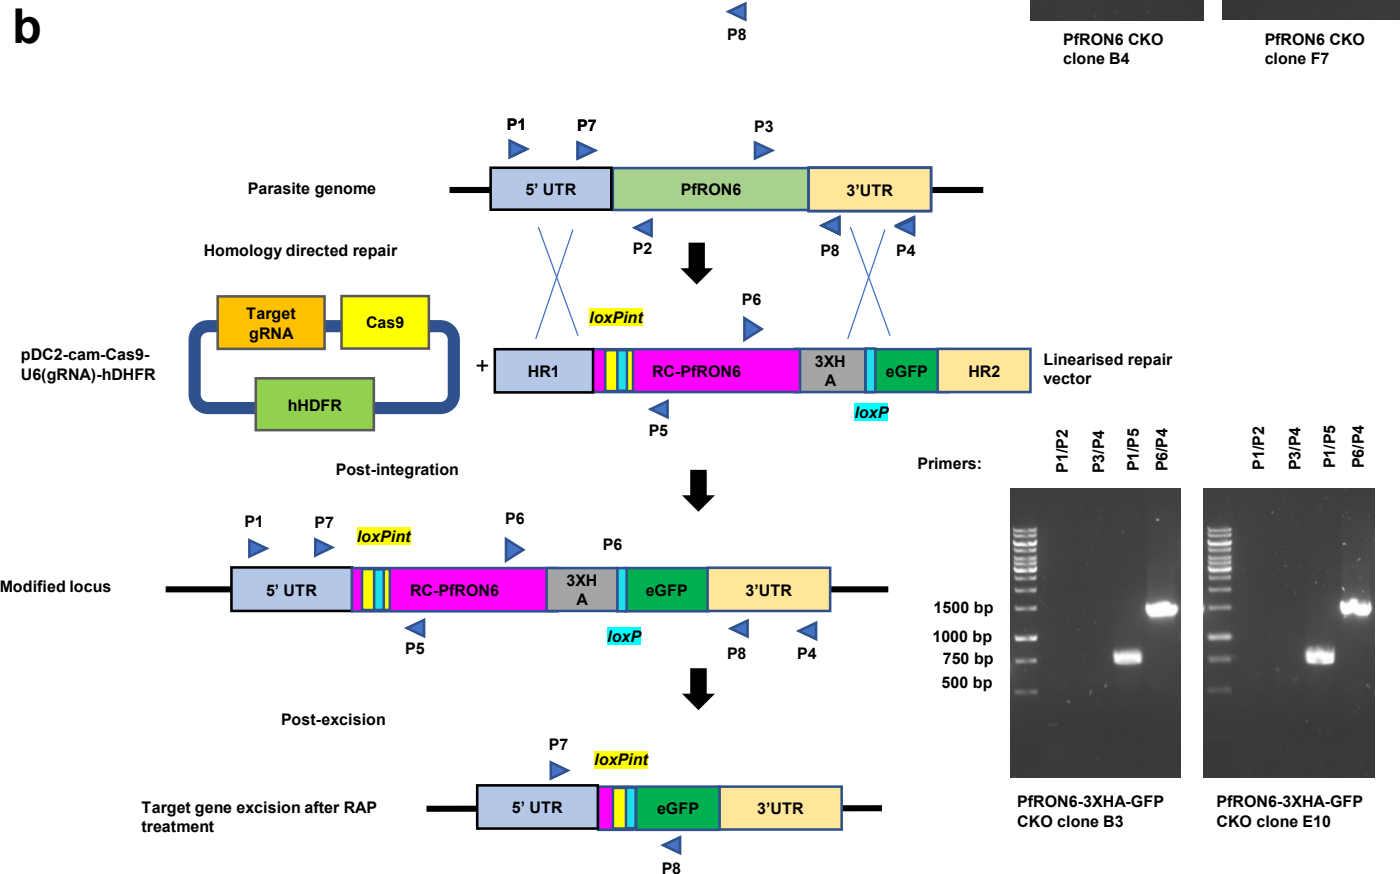 b
P8
PfRON6 CKO
clone B4
PfRON6 CKO
clone F7
P1
P7
P3
Parasite genome
5’ UTR
PfRON6
3’UTR
P2
P8
P4
Homology directed repair
Target
gRNA
Cas9
hHDFR
pDC2-cam-Cas9-
U6(gRNA)-hDHFR
+
loxPint
P6
HR1
RC-PfRON6
3XH
A
eGFP
HR2
Linearised repair
vector
P5
loxP
Post-integration
P1
P7
loxPint
P6
P6
Modified locus
5’ UTR
RC-PfRON6
3XH
A
eGFP
3’UTR
P5
loxP
P8
P4
Post-excision
P7
loxPint
Target gene excision after RAP
treatment
5’ UTR
eGFP
3’UTR
P8
Primers:
P1/P2
P3/P4
P1/P5
P6/P4
P1/P2
P3/P4
P1/P5
P6/P4
1500 bp
1000 bp
750 bp
500 bp
PfRON6-3XHA-GFP
CKO clone B3
PfRON6-3XHA-GFP
CKO clone E10